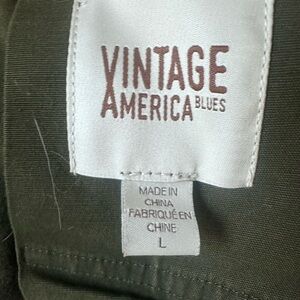 VINTAGE
AMERICA BLUES
MADE IN
CHINA
FABRIQUÉ EN
CHINE
L